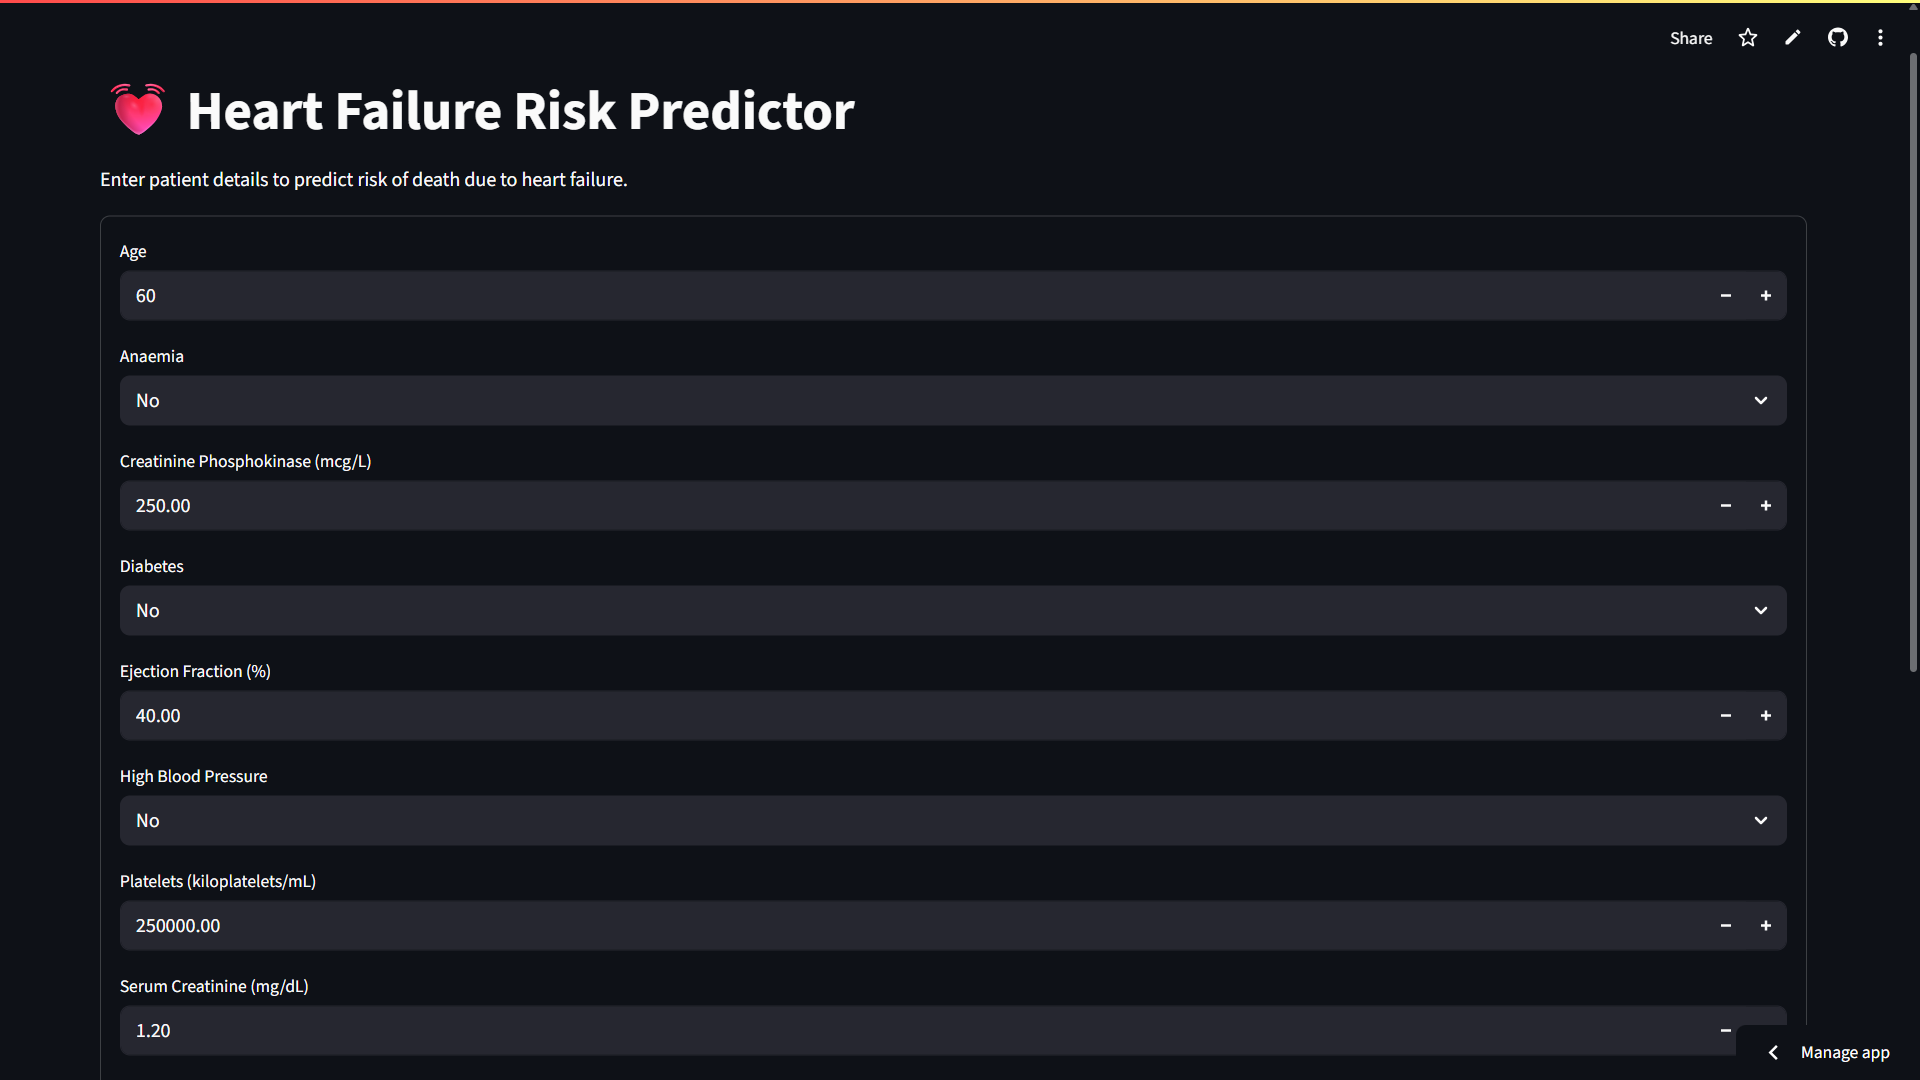 Share
Heart Failure Risk Predictor
Enter patient details to predict risk of death due to heart failure.
Age
60
Anaemia
No
Creatinine Phosphokinase (mcg/L)
250.00
Diabetes
No
Ejection Fraction (%)
40.00
High Blood Pressure
No
Platelets (kiloplatelets/mL)
250000.00
Serum Creatinine (mg/dL)
1.20
Manage app